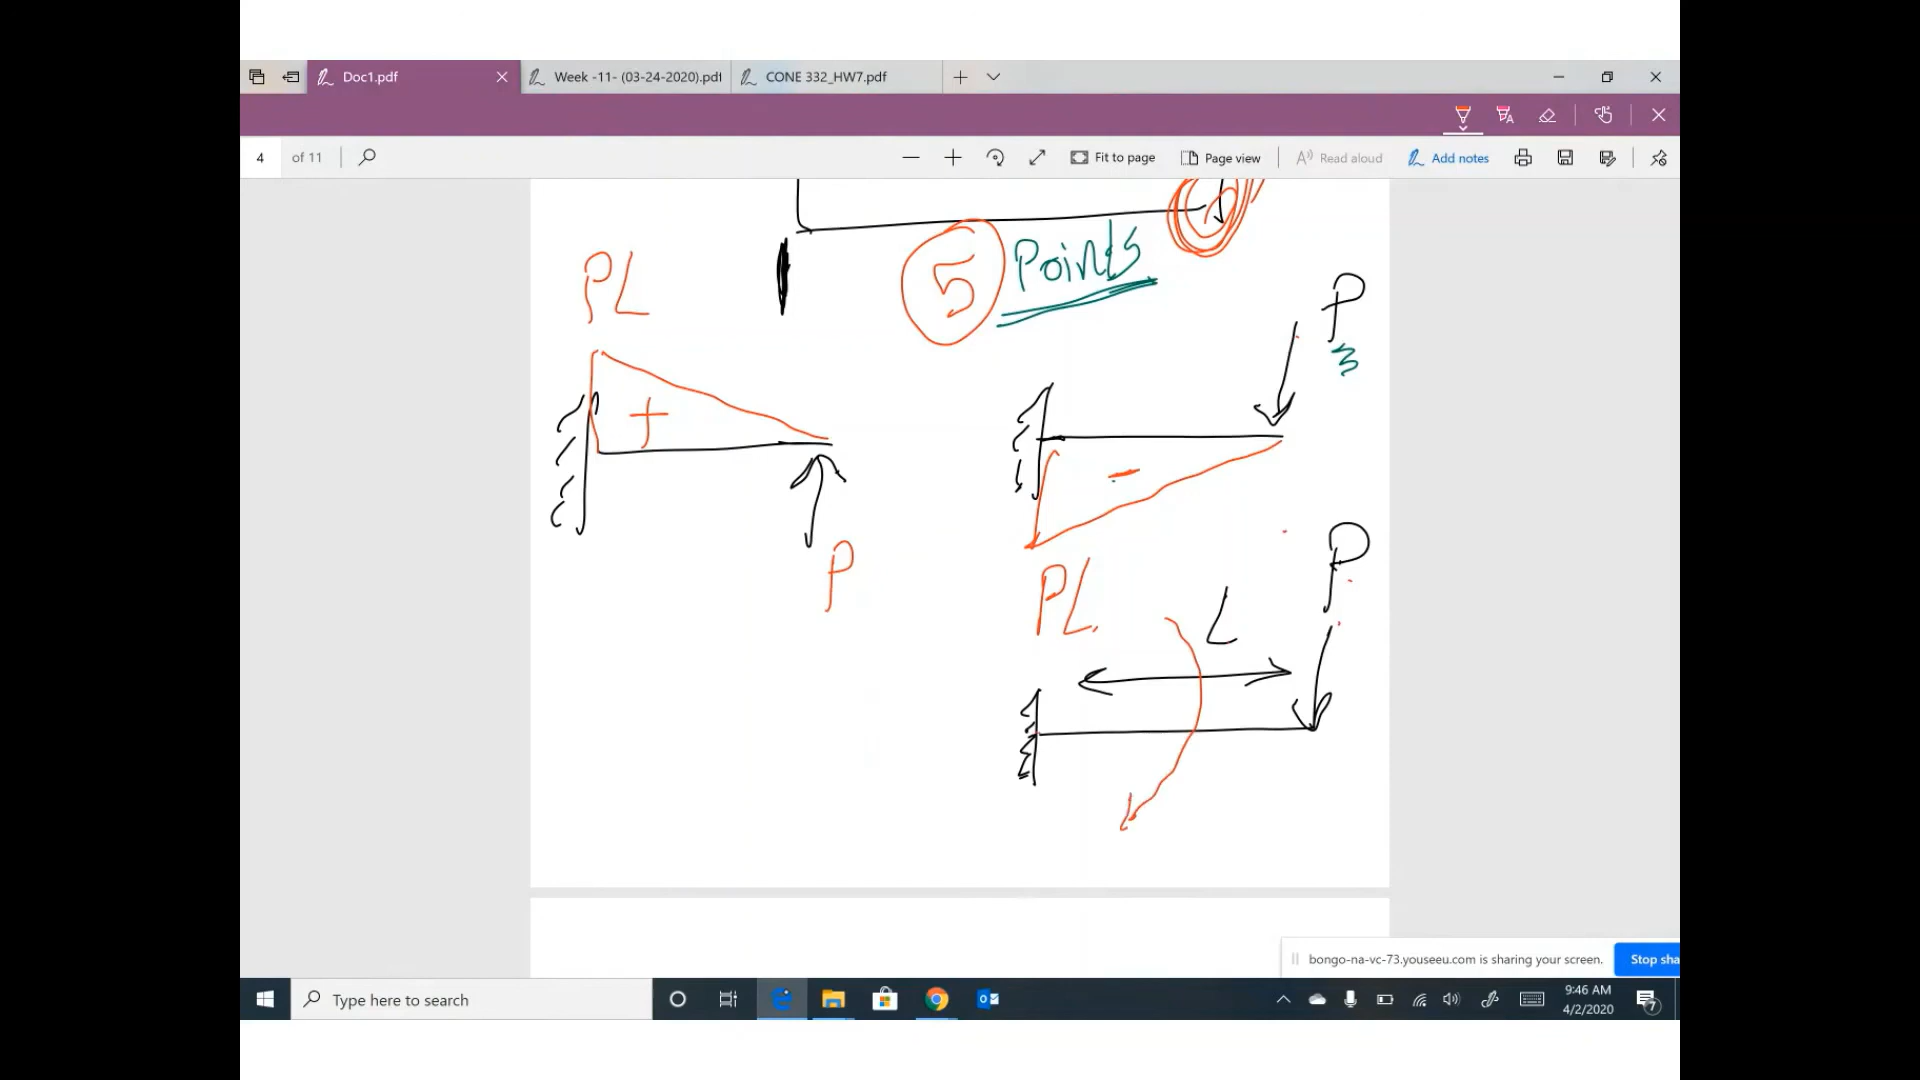 Doc1.pdf
Week -11- (03-24-2020).pdf
CONE 332_HW7.pdf
4 of 11
Fit to page
Page view
Read aloud
Add notes
5 Points
PL
P
+
-
P
PL
P
L
bongo-na-vc-73.youseeu.com is sharing your screen.
Stop sha
Type here to search
9:46 AM
4/2/2020
7